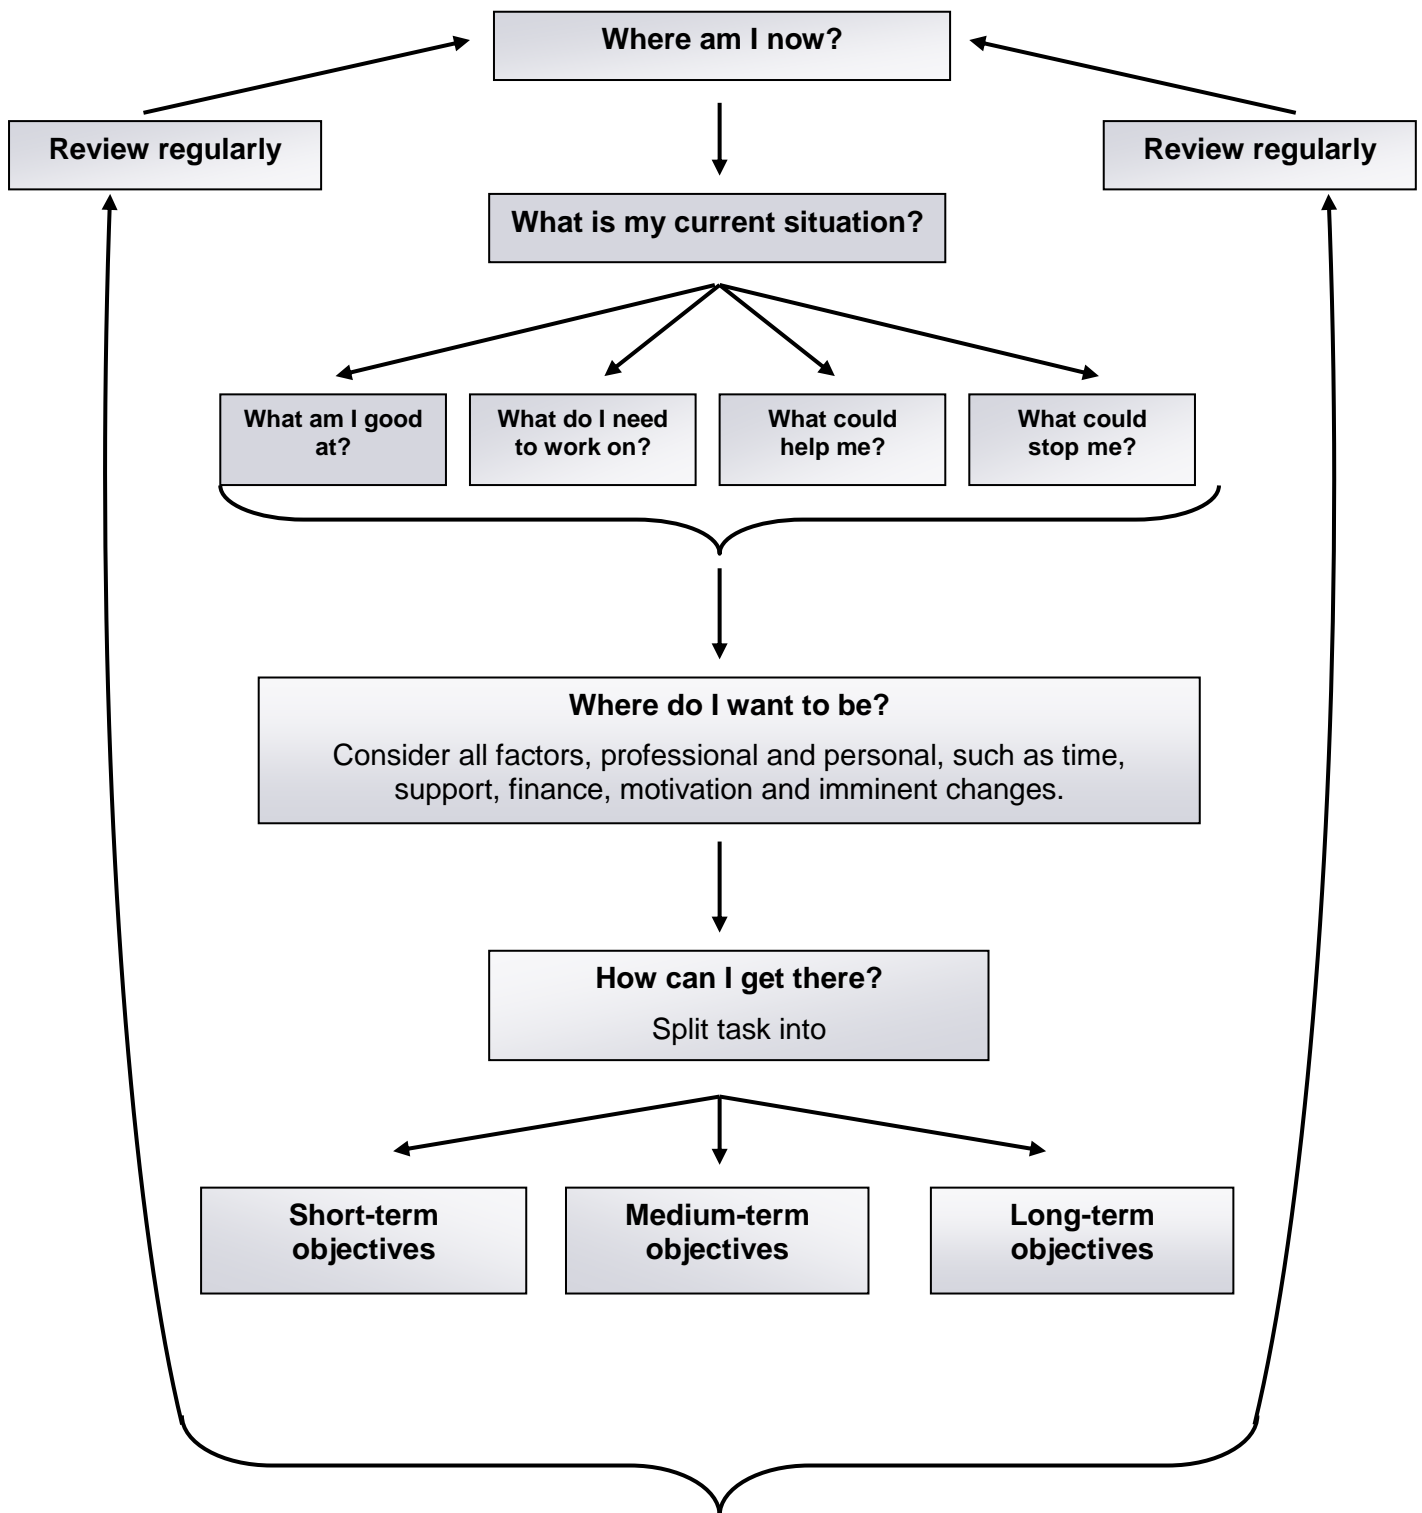 Where am I now?
Review regularly
Review regularly
What is my current situation?
What am I good
at?
What do I need
to work on?
What could
help me?
What could
stop me?
Where do I want to be?
Consider all factors, professional and personal, such as time,
support, finance, motivation and imminent changes.
How can I get there?
Split task into
Short-term
objectives
Medium-term
objectives
Long-term
objectives